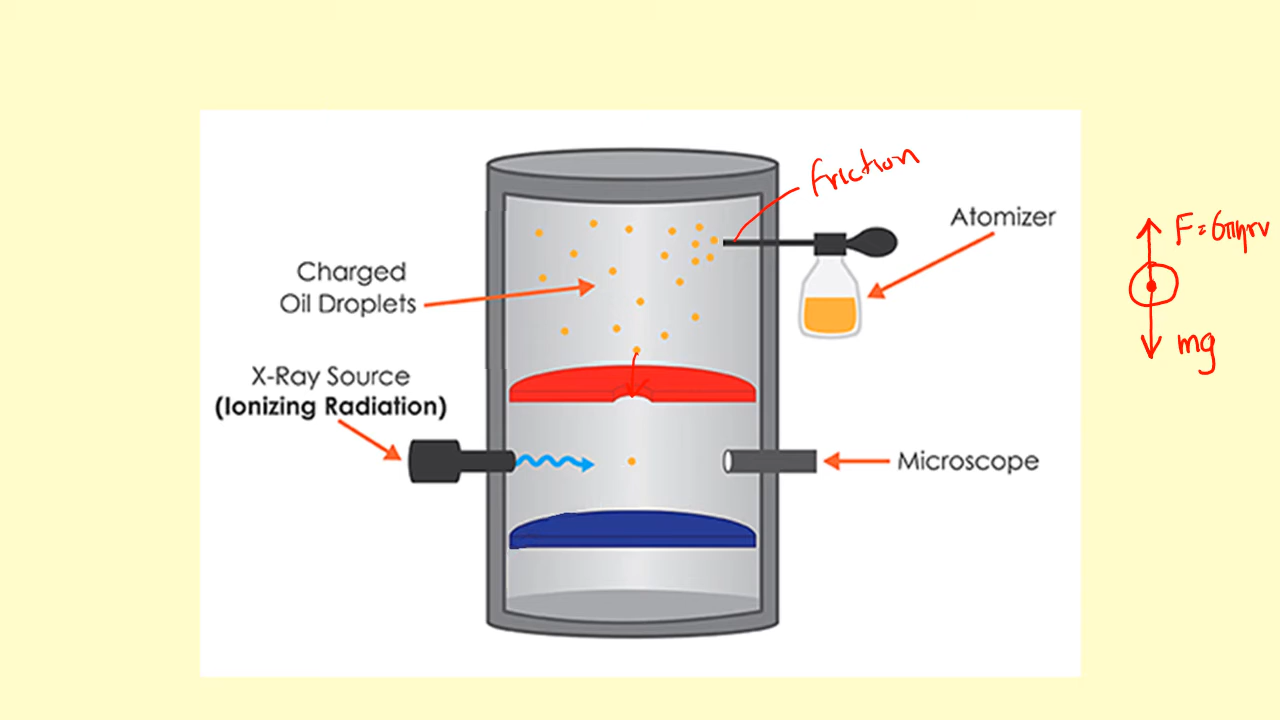 friction
Atomizer
F = 6πηrv
Charged
Oil Droplets
mg
X-Ray Source
(Ionizing Radiation)
Microscope